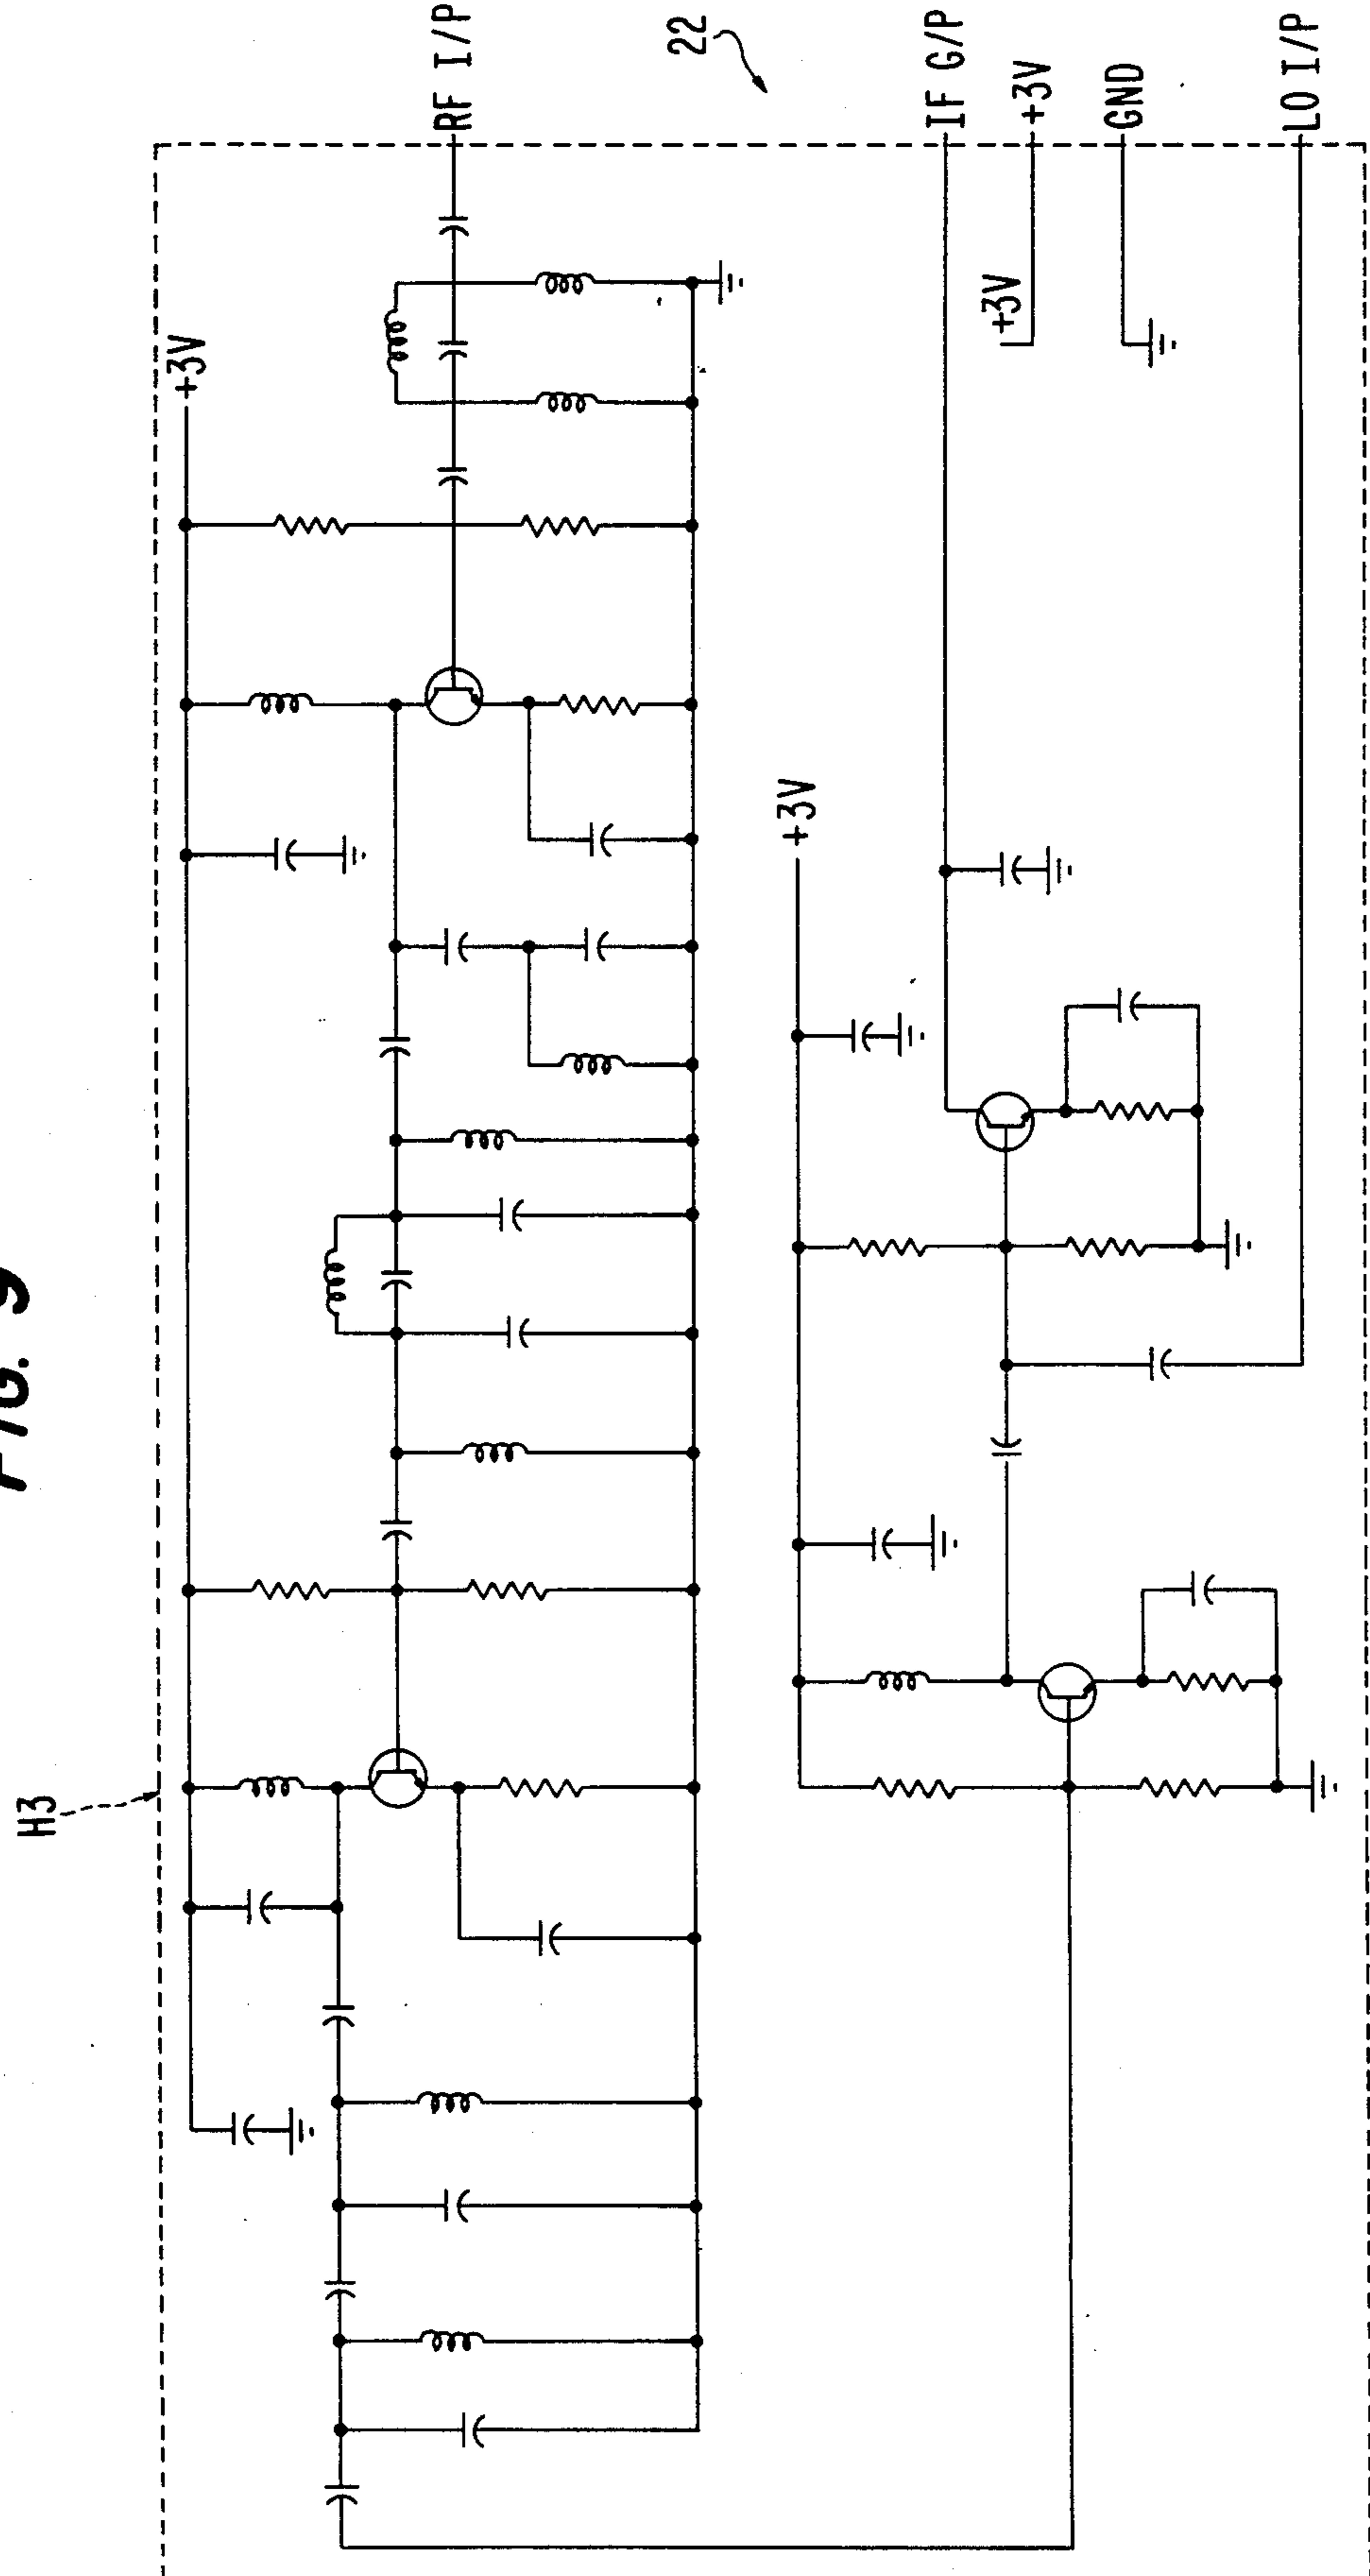 FIG. 9
H3
22
+3V
RF I/P
+3V
IF G/P
+3V
+3V
GND
LO I/P